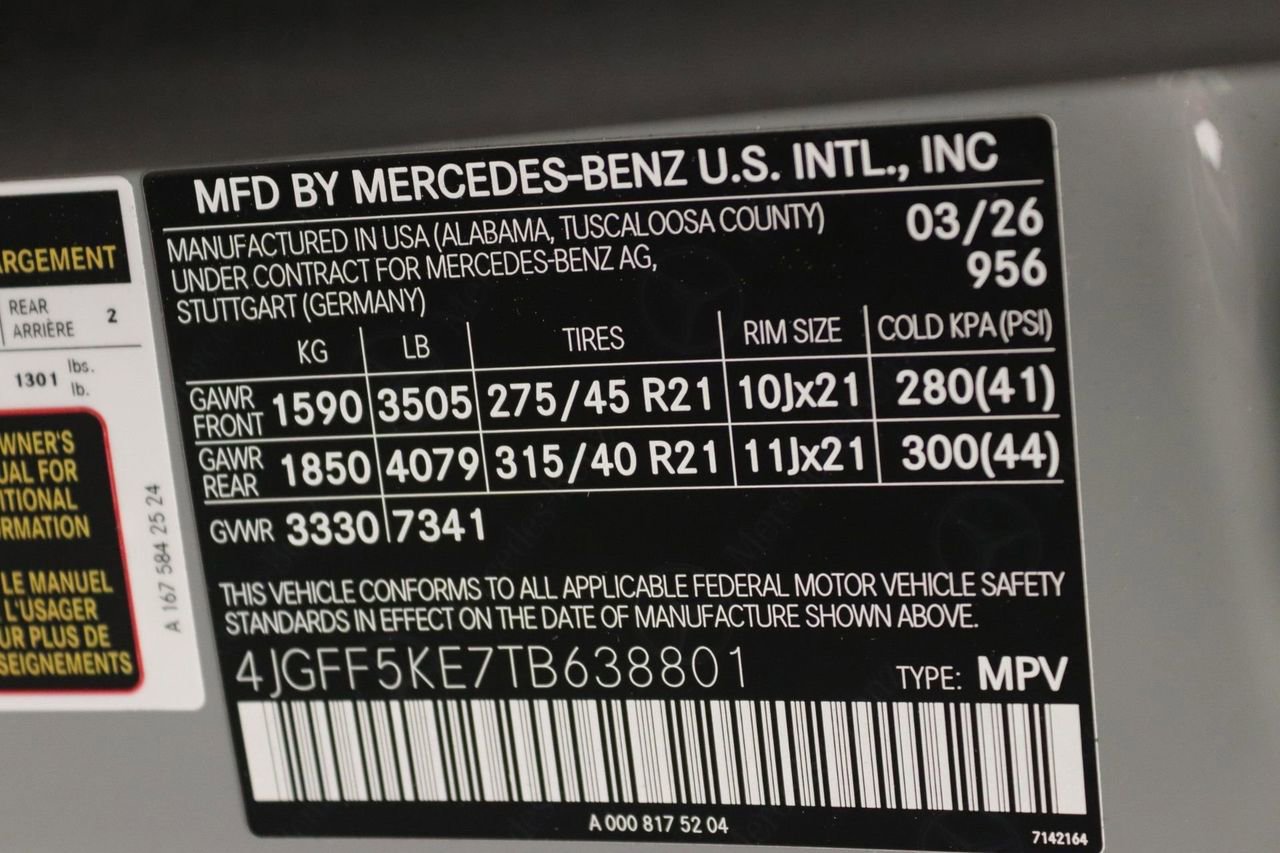 ARGEMENT
REAR
ARRIÈRE 2
1301 lbs.
lb.
WNER'S
UAL FOR
ITIONAL
ORMATION
LE MANUEL
L'USAGER
UR PLUS DE
SEIGNEMENTS
A 167 584 25 24
MFD BY MERCEDES-BENZ U.S. INTL., INC
MANUFACTURED IN USA (ALABAMA, TUSCALOOSA COUNTY) 03/26
UNDER CONTRACT FOR MERCEDES-BENZ AG, 956
STUTTGART (GERMANY)
KG LB TIRES RIM SIZE COLD KPA (PSI)
GAWR FRONT 1590 3505 275/45 R21 10Jx21 280(41)
GAWR REAR 1850 4079 315/40 R21 11Jx21 300(44)
GVWR 3330 7341
THIS VEHICLE CONFORMS TO ALL APPLICABLE FEDERAL MOTOR VEHICLE SAFETY
STANDARDS IN EFFECT ON THE DATE OF MANUFACTURE SHOWN ABOVE.
4JGFF5KE7TB638801 TYPE: MPV
A 000 817 52 04
7142164